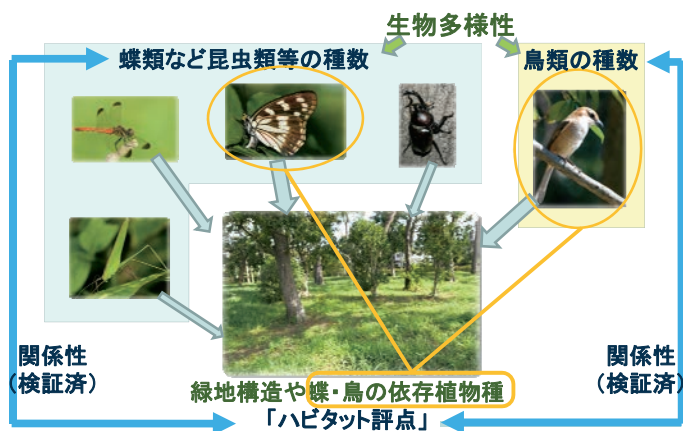 生物多様性
蝶類など昆虫類等の種数
鳥類の種数
関係性
（検証済）
関係性
（検証済）
緑地構造や蝶・鳥の依存植物種
「ハビタット評点」